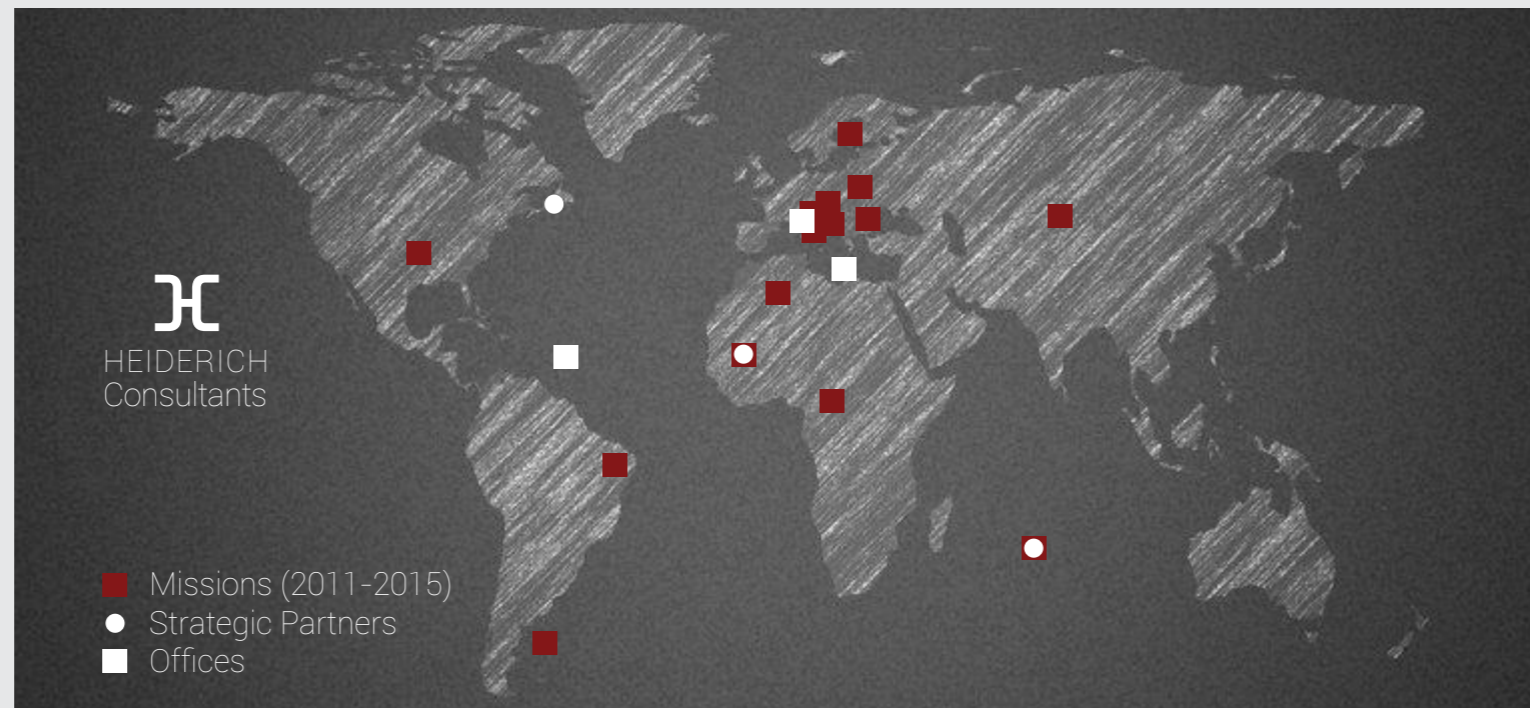 HEIDERICH
Consultants
Missions (2011-2015)
Strategic Partners
Offices